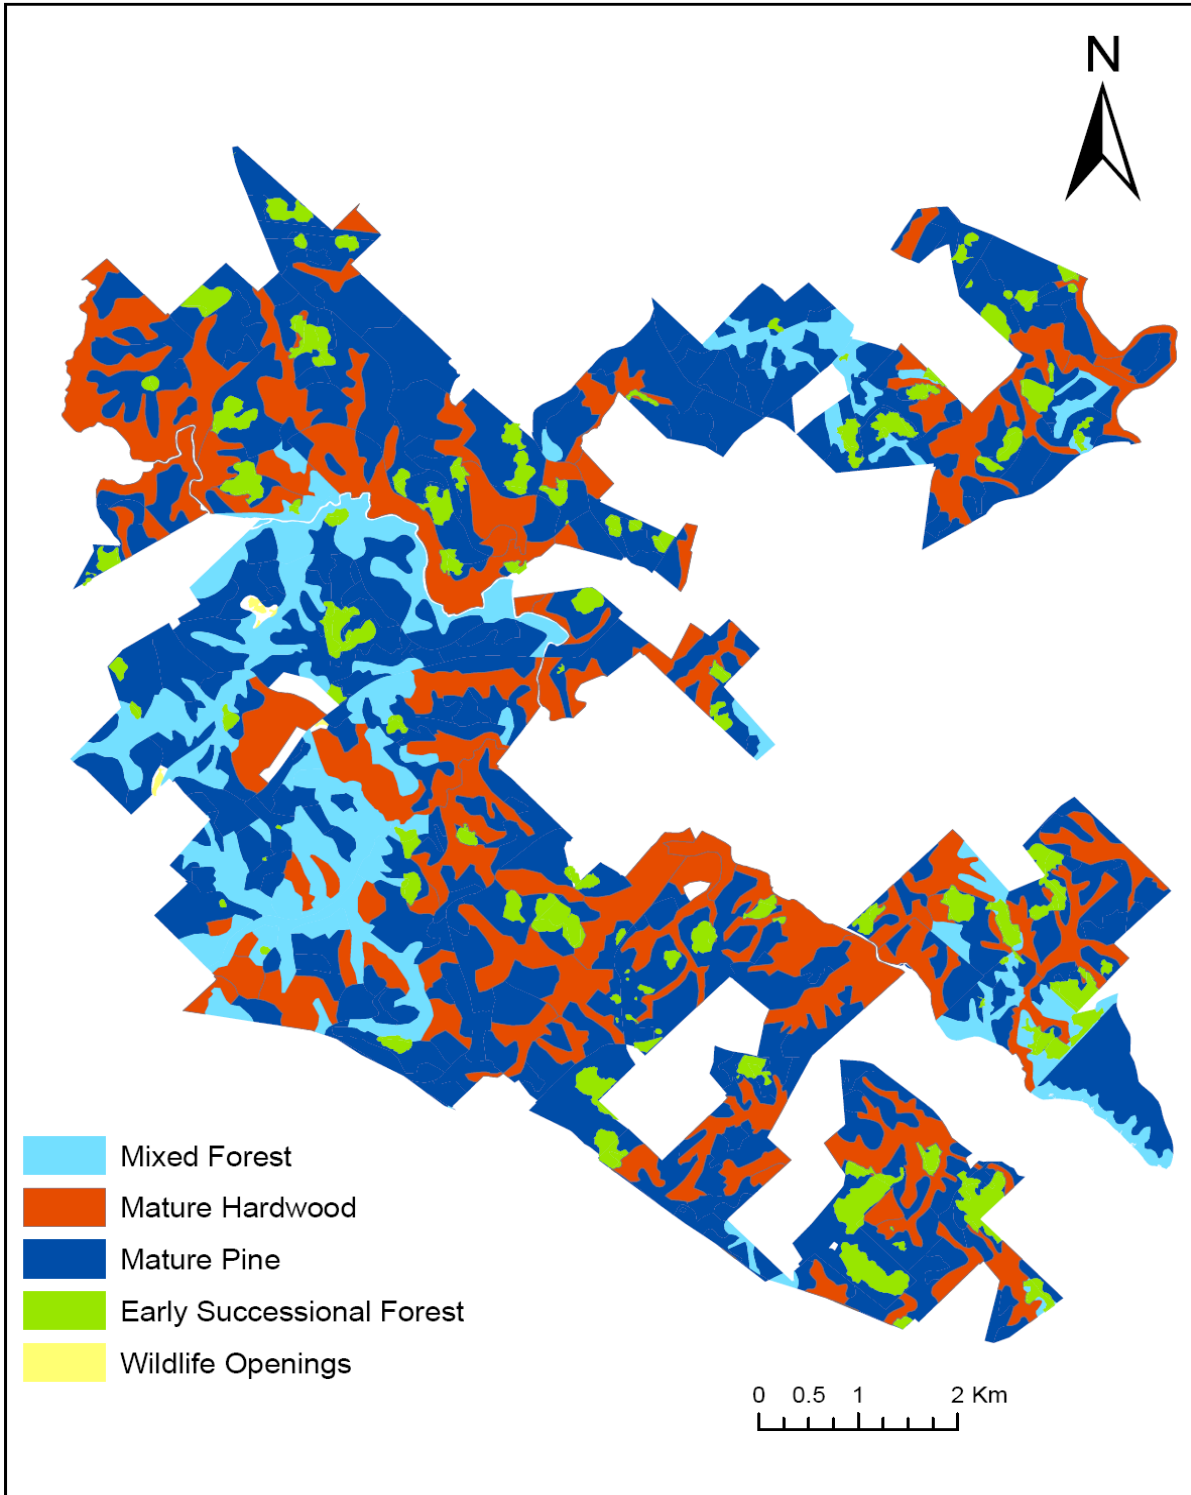 N
Mixed Forest
Mature Hardwood
Mature Pine
Early Successional Forest
Wildlife Openings
0 0.5 1 2 Km